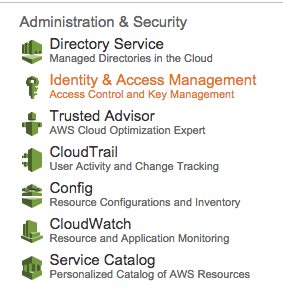 Administration & Security
Directory Service
Managed Directories in the Cloud
Identity & Access Management
Access Control and Key Management
Trusted Advisor
AWS Cloud Optimization Expert
CloudTrail
User Activity and Change Tracking
Config
Resource Configurations and Inventory
CloudWatch
Resource and Application Monitoring
Service Catalog
Personalized Catalog of AWS Resources